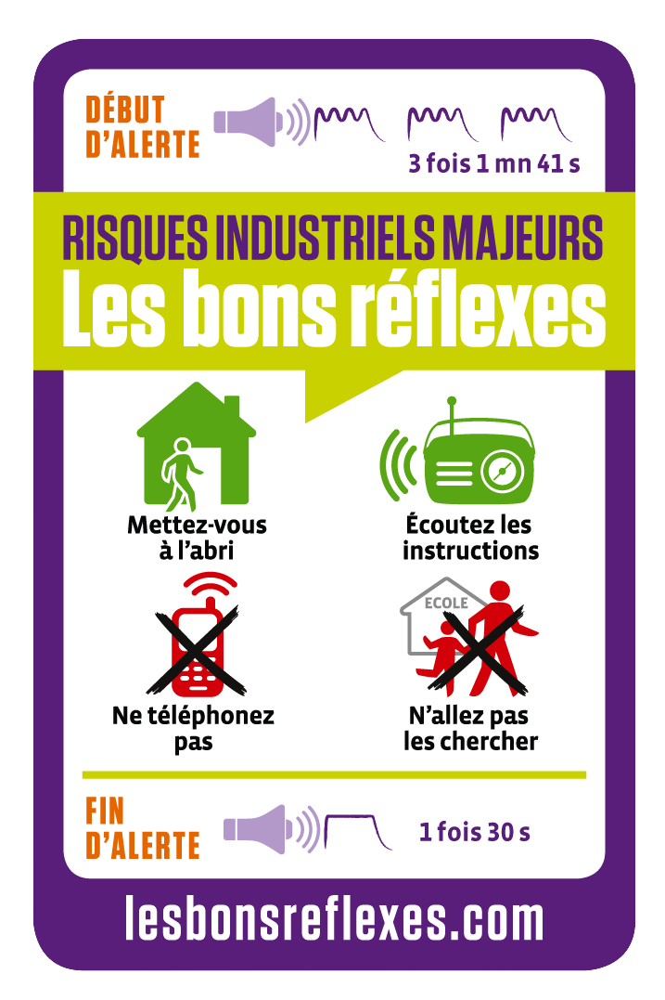 DÉBUT
D'ALERTE
3 fois 1 mn 41 s
RISQUES INDUSTRIELS MAJEURS
Les bons réflexes
Mettez-vous
à l'abri
Écoutez les
instructions
ECOLE
Ne téléphonez
pas
N'allez pas
les chercher
FIN
D'ALERTE
1 fois 30 s
lesbonsreflexes.com